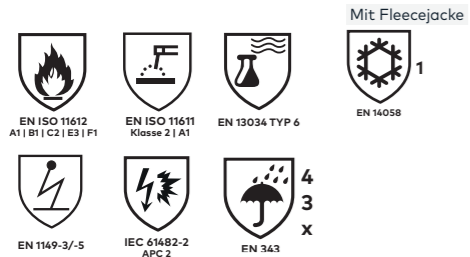 Mit Fleecejacke
EN ISO 11612
A1 | B1 | C2 | E3 | F1
EN ISO 11611
Klasse 2 | A1
EN 13034 TYP 6
1
EN 14058
EN 1149-3/-5
IEC 61482-2
APC 2
4
3
x
EN 343